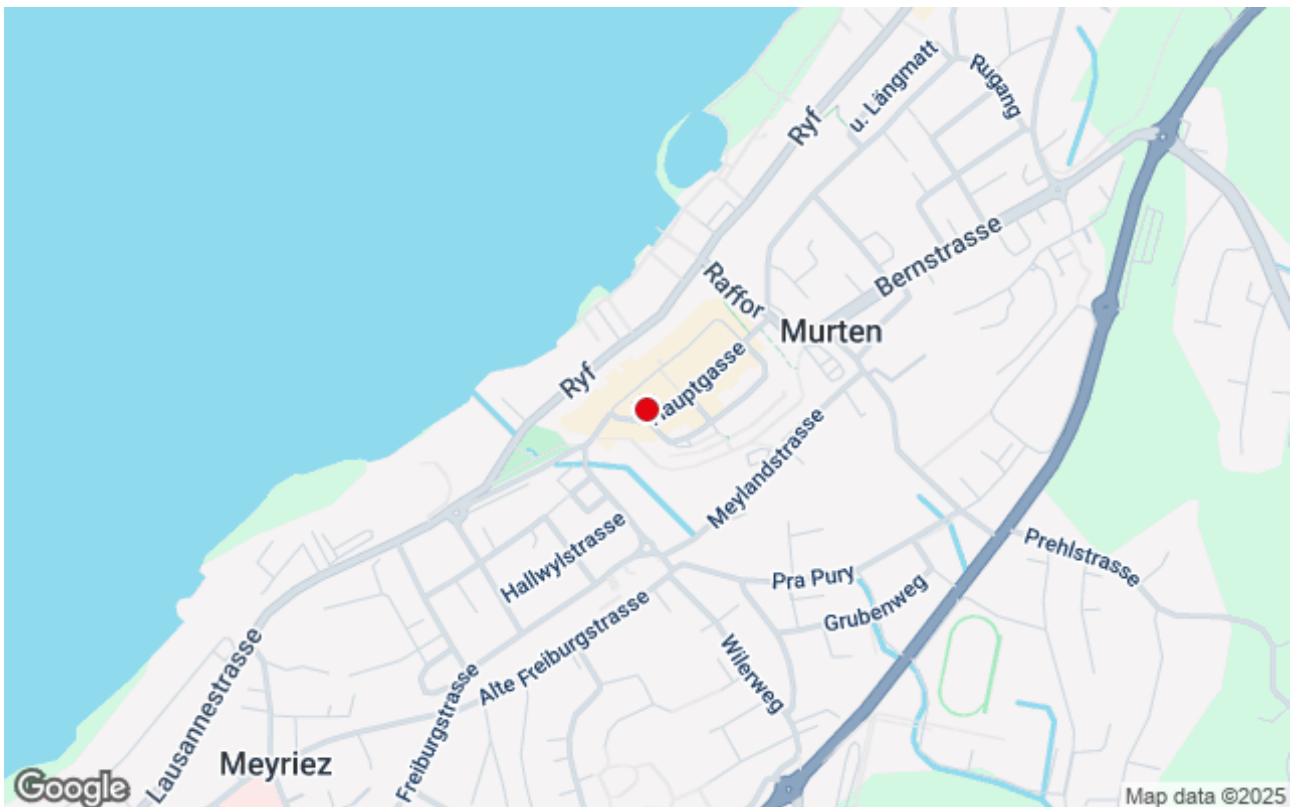 Rugang
u. Längmatt
Ryf
Bernstrasse
Raffor
Murten
Hauptgasse
Ryf
Meylandstrasse
Hallwylstrasse
Prehlstrasse
Pra Pury
Grubenweg
Alte Freiburgstrasse
Wilerweg
Lausannestrasse
Freiburgstrasse
Meyriez
Google
Map data ©2025